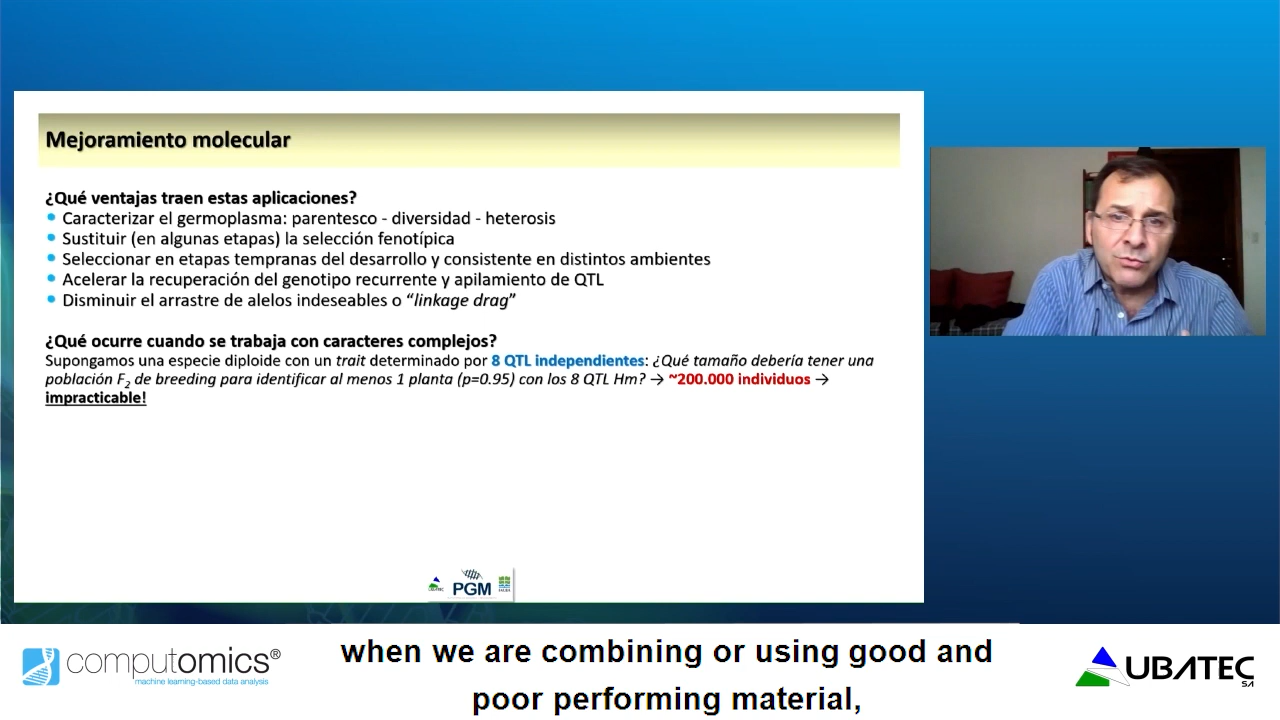 Mejoramiento molecular
¿Qué ventajas traen estas aplicaciones?
• Caracterizar el germoplasma: parentesco - diversidad - heterosis
• Sustituir (en algunas etapas) la selección fenotípica
• Seleccionar en etapas tempranas del desarrollo y consistente en distintos ambientes
• Acelerar la recuperación del genotipo recurrente y apilamiento de QTL
• Disminuir el arrastre de alelos indeseables o “linkage drag”
¿Qué ocurre cuando se trabaja con caracteres complejos?
Supongamos una especie diploide con un trait determinado por 8 QTL independientes: ¿Qué tamaño debería tener una
población F2 de breeding para identificar al menos 1 planta (p=0.95) con los 8 QTL Hm? → ~200.000 individuos →
impracticable!
UBATEC PGM
computomics®
machine learning-based data analysis
when we are combining or using good and
poor performing material,
UBATEC
SA